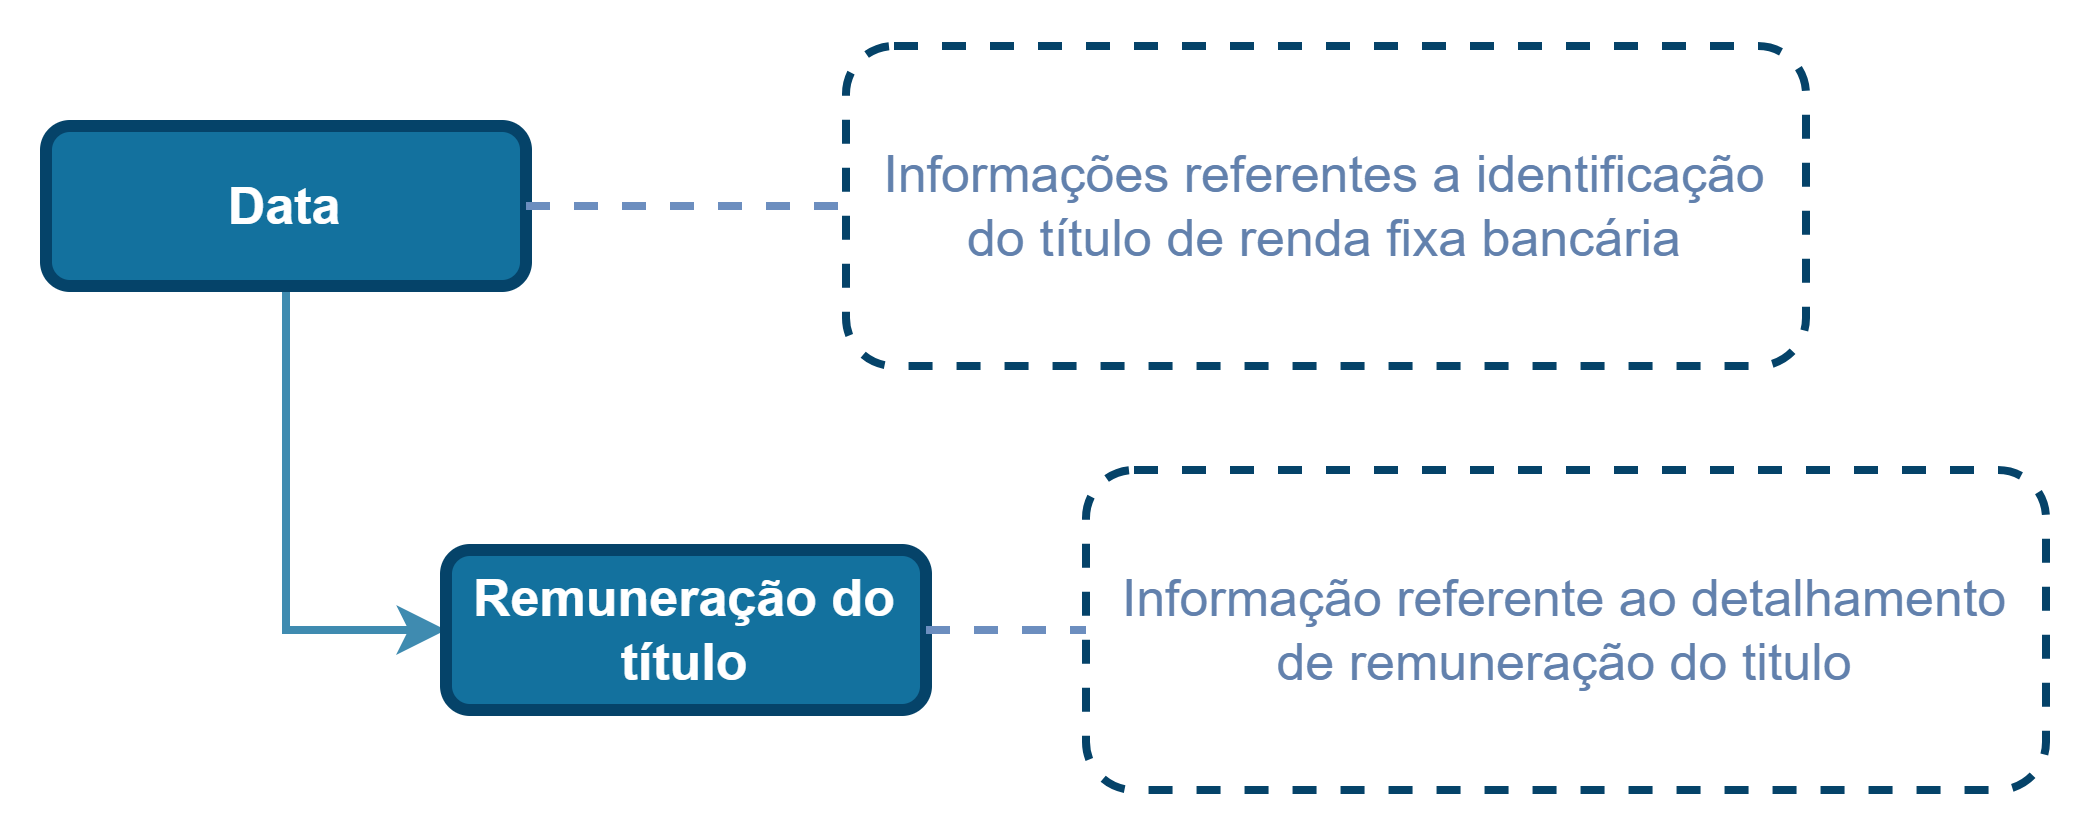 Data
Informações referentes a identificação
do título de renda fixa bancária
Remuneração do
título
Informação referente ao detalhamento
de remuneração do titulo